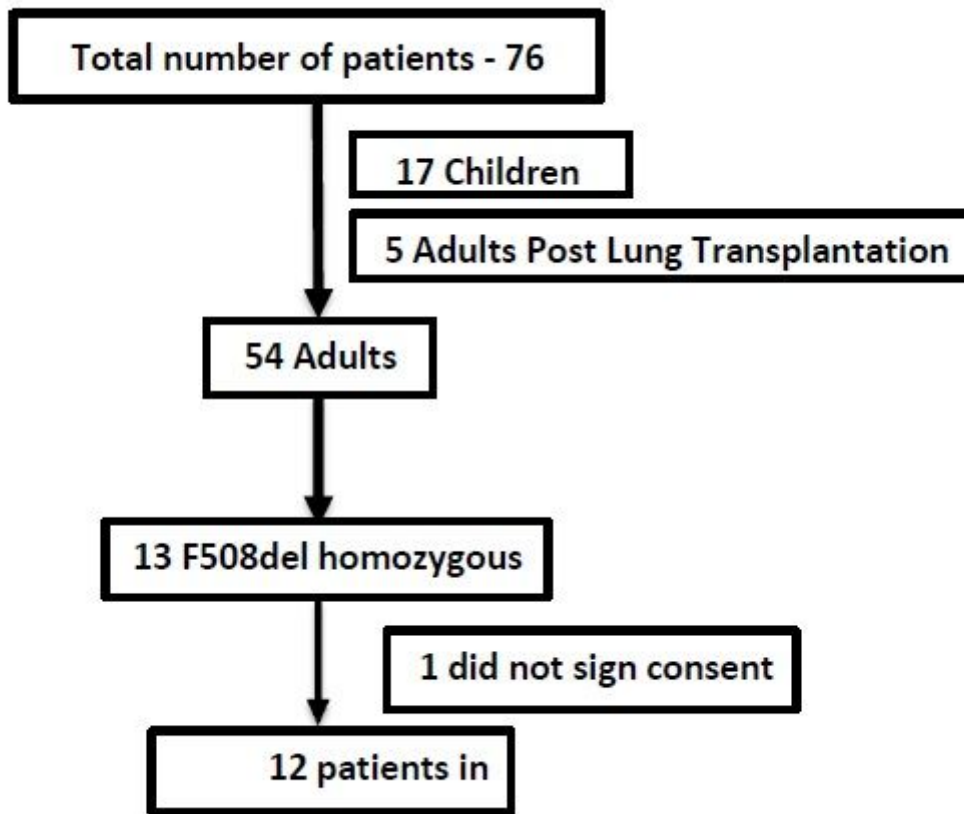 Total number of patients - 76
17 Children
5 Adults Post Lung Transplantation
54 Adults
13 F508del homozygous
1 did not sign consent
12 patients in